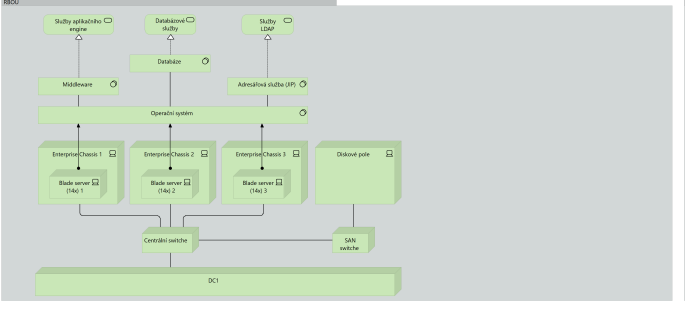 RBOU
Služby aplikačního
engine
Databázové
služby
Služby
LDAP
Databáze
Middleware
Adresářová služba (JIP)
Operační systém
Enterprise Chassis 1
Enterprise Chassis 2
Enterprise Chassis 3
Diskové pole
Blade server
(14x) 1
Blade server
(14x) 2
Blade server
(14x) 3
Centrální switche
SAN
switche
DC1